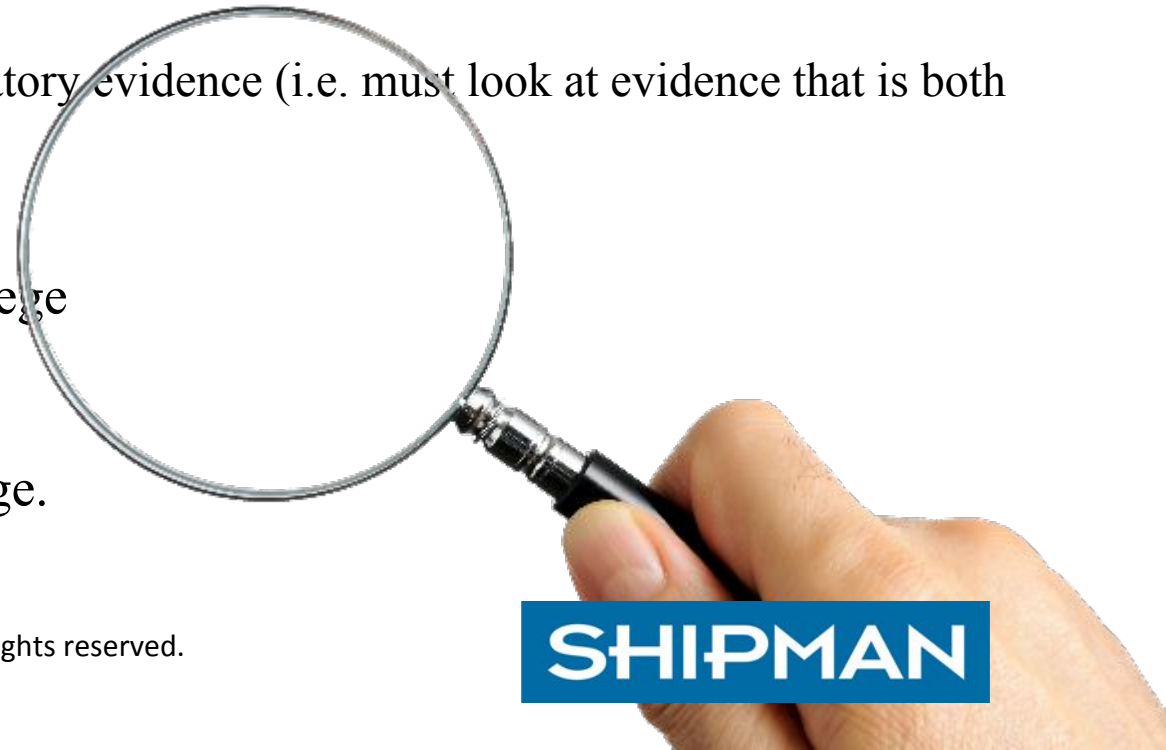 tory evidence (i.e. must look at evidence that is both
ege
ge.
ghts reserved.
SHIPMAN